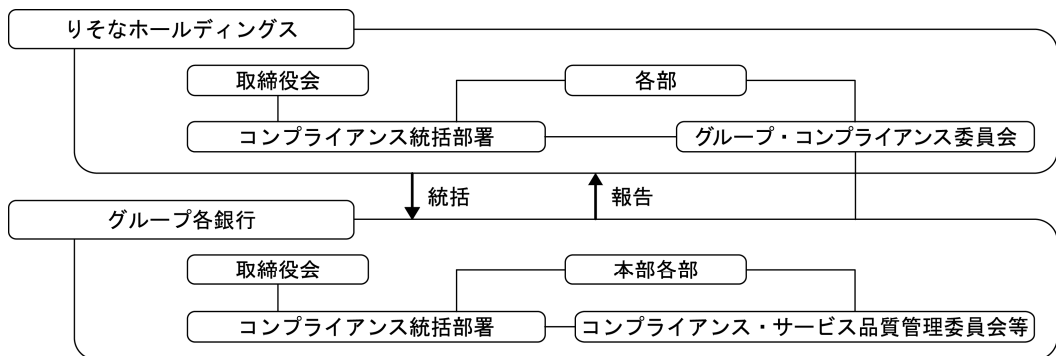 りそなホールディングス
取締役会
各部
コンプライアンス統括部署
グループ・コンプライアンス委員会
統括
報告
グループ各銀行
取締役会
本部各部
コンプライアンス統括部署
コンプライアンス・サービス品質管理委員会等